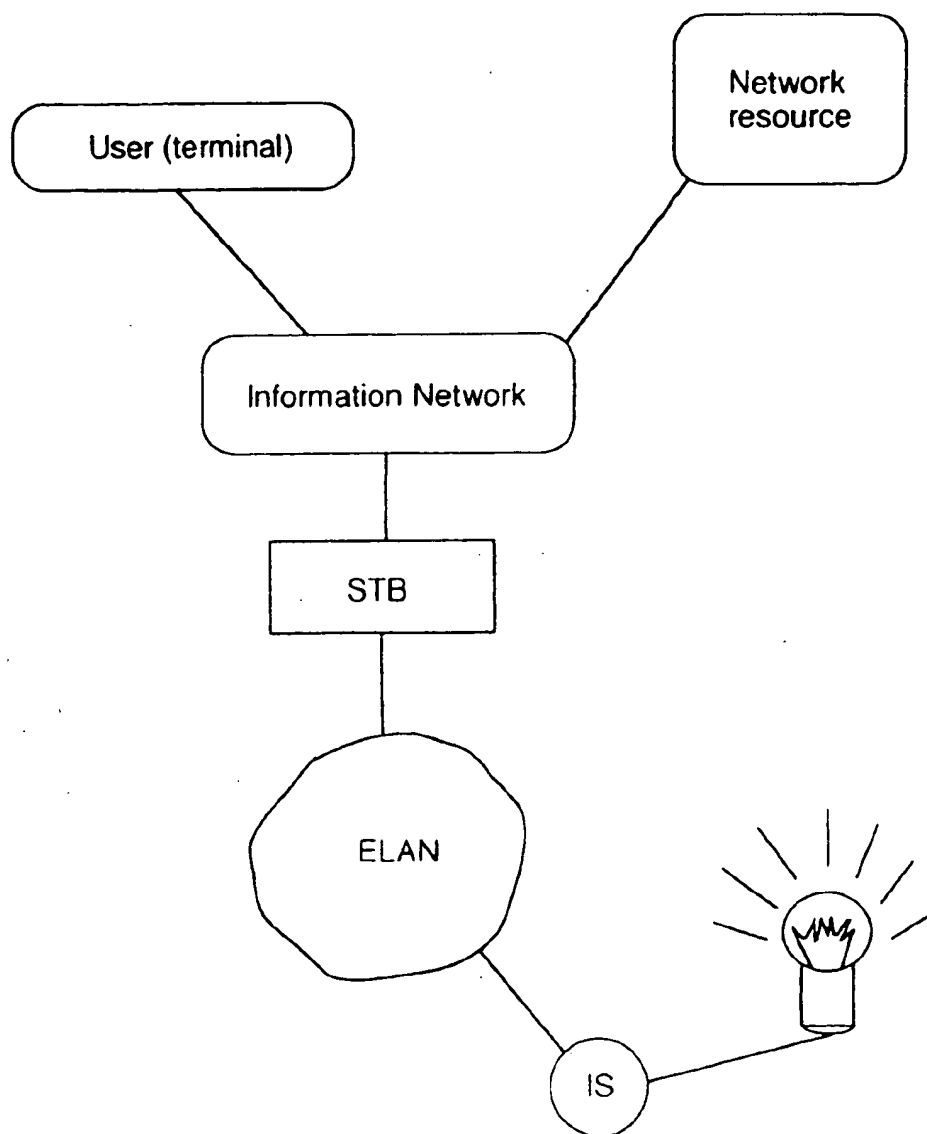 User (terminal)
Network
resource
Information Network
STB
ELAN
IS